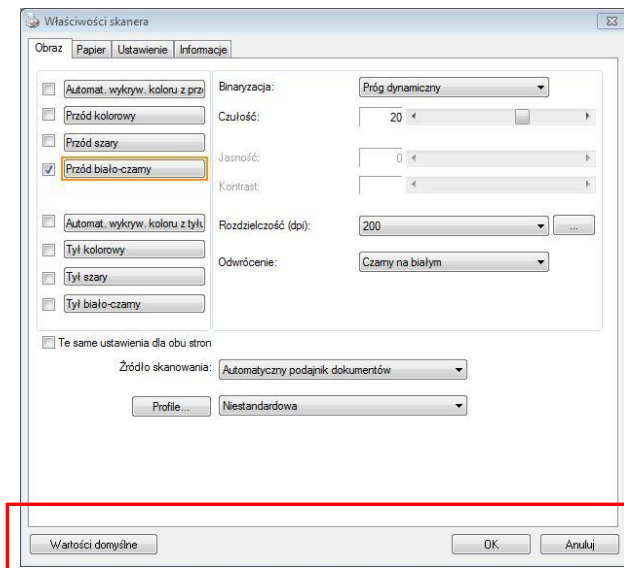 Właściwości skanera
Obraz Papier Ustawienie Informacje
Automat. wykryw. koloru z prz
Binaryzacja: Próg dynamiczny
Przód kolorowy
Czułość: 20
Przód szary
Jasność: 0
Przód biało-czarny
Kontrast:
Automat. wykryw. koloru z tyłu
Rozdzielczość (dpi): 200 ...
Tył kolorowy
Odwrócenie: Czarny na białym
Tył szary
Tył biało-czarny
Te same ustawienia dla obu stron
Źródło skanowania: Automatyczny podajnik dokumentów
Profile... Niestandardowa
Wartości domyślne OK Anuluj